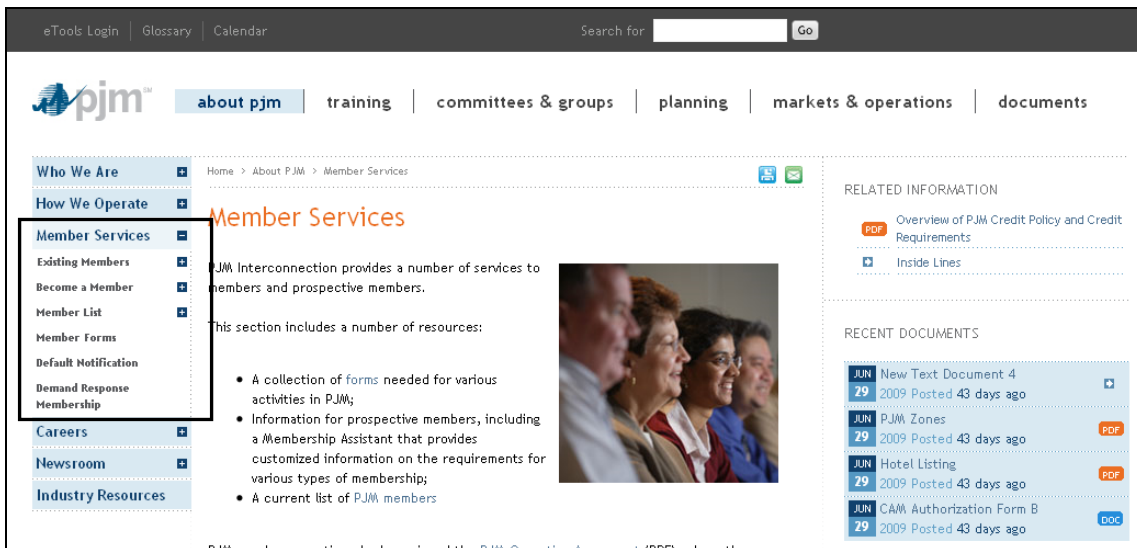 eTools Login Glossary Calendar Search for Go
pjm SM
about pjm training committees & groups planning markets & operations documents
Who We Are
How We Operate
Member Services
Existing Members
Become a Member
Member List
Member Forms
Default Notification
Demand Response
Membership
Careers
Newsroom
Industry Resources
Home > About PJM > Member Services
Member Services
PJM Interconnection provides a number of services to
members and prospective members.
This section includes a number of resources:
• A collection of forms needed for various
activities in PJM;
• Information for prospective members, including
a Membership Assistant that provides
customized information on the requirements for
various types of membership;
• A current list of PJM members
RELATED INFORMATION
PDF Overview of PJM Credit Policy and Credit
Requirements
Inside Lines
RECENT DOCUMENTS
JUN New Text Document 4
29 2009 Posted 43 days ago
JUN PJM Zones
29 2009 Posted 43 days ago PDF
JUN Hotel Listing
29 2009 Posted 43 days ago PDF
JUN CAM Authorization Form B
29 2009 Posted 43 days ago DOC